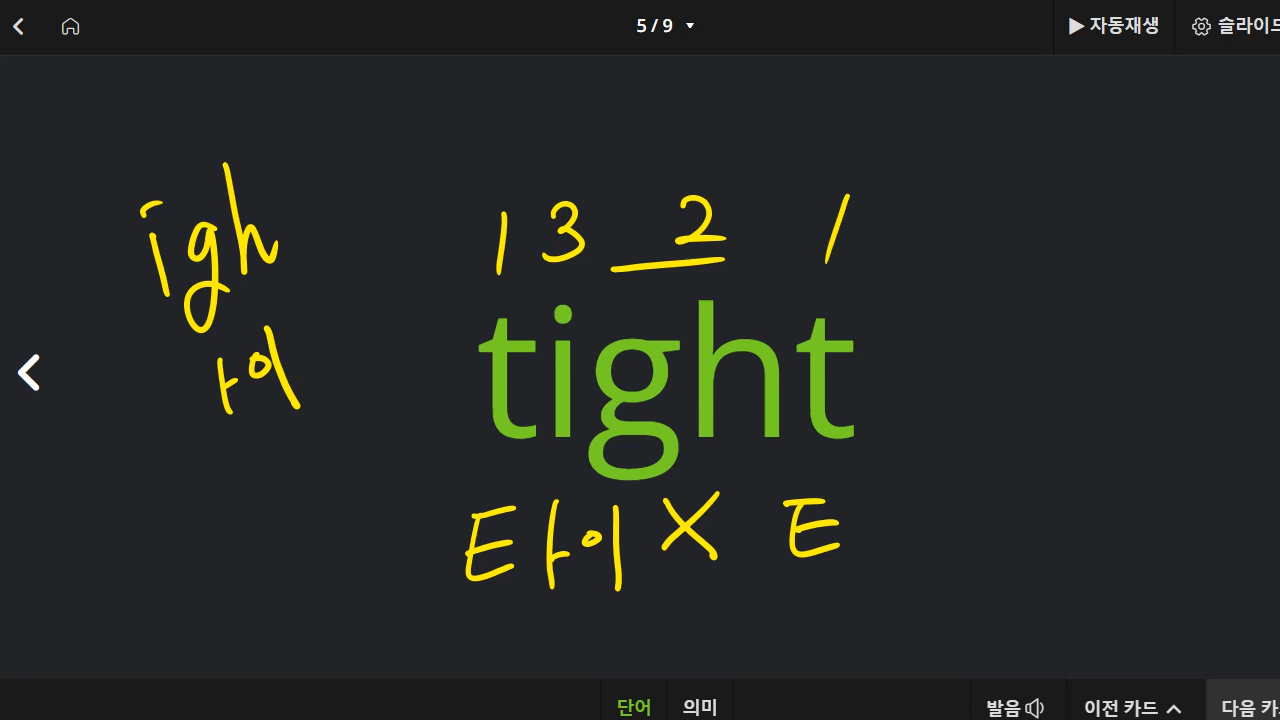 5 / 9
▶ 자동재생
슬라이드
igh
ㅏ이
1 3 2 1
tight
ㅌ ㅏ이 X ㅌ
단어
의미
발음
이전 카드
다음 카